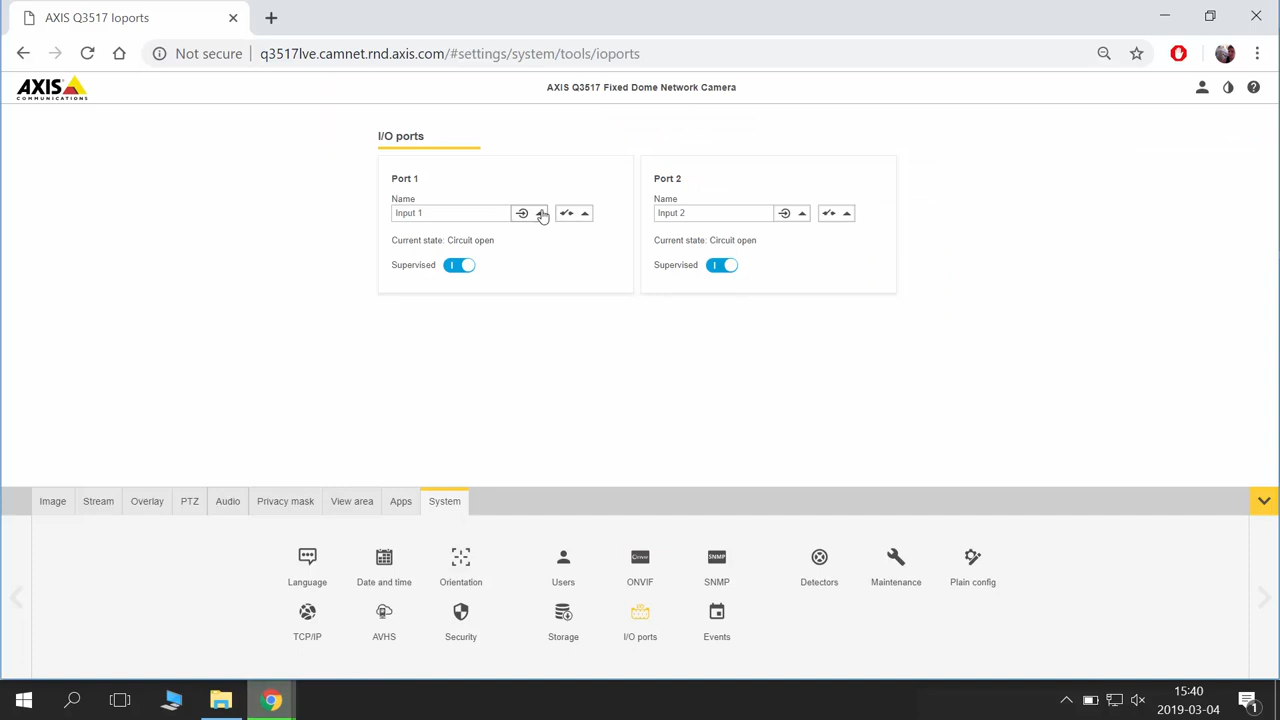 AXIS Q3517 Ioports
Not secure
q3517lve.camnet.rnd.axis.com/#settings/system/tools/ioports
AXIS
COMMUNICATIONS
AXIS Q3517 Fixed Dome Network Camera
I/O ports
Port 1
Name
Input 1
Current state: Circuit open
Supervised
Port 2
Name
Input 2
Current state: Circuit open
Supervised
Image Stream Overlay PTZ Audio Privacy mask View area Apps System
Language Date and time Orientation Users ONVIF SNMP Detectors Maintenance Plain config
TCP/IP AVHS Security Storage I/O ports Events
15:40
2019-03-04
1